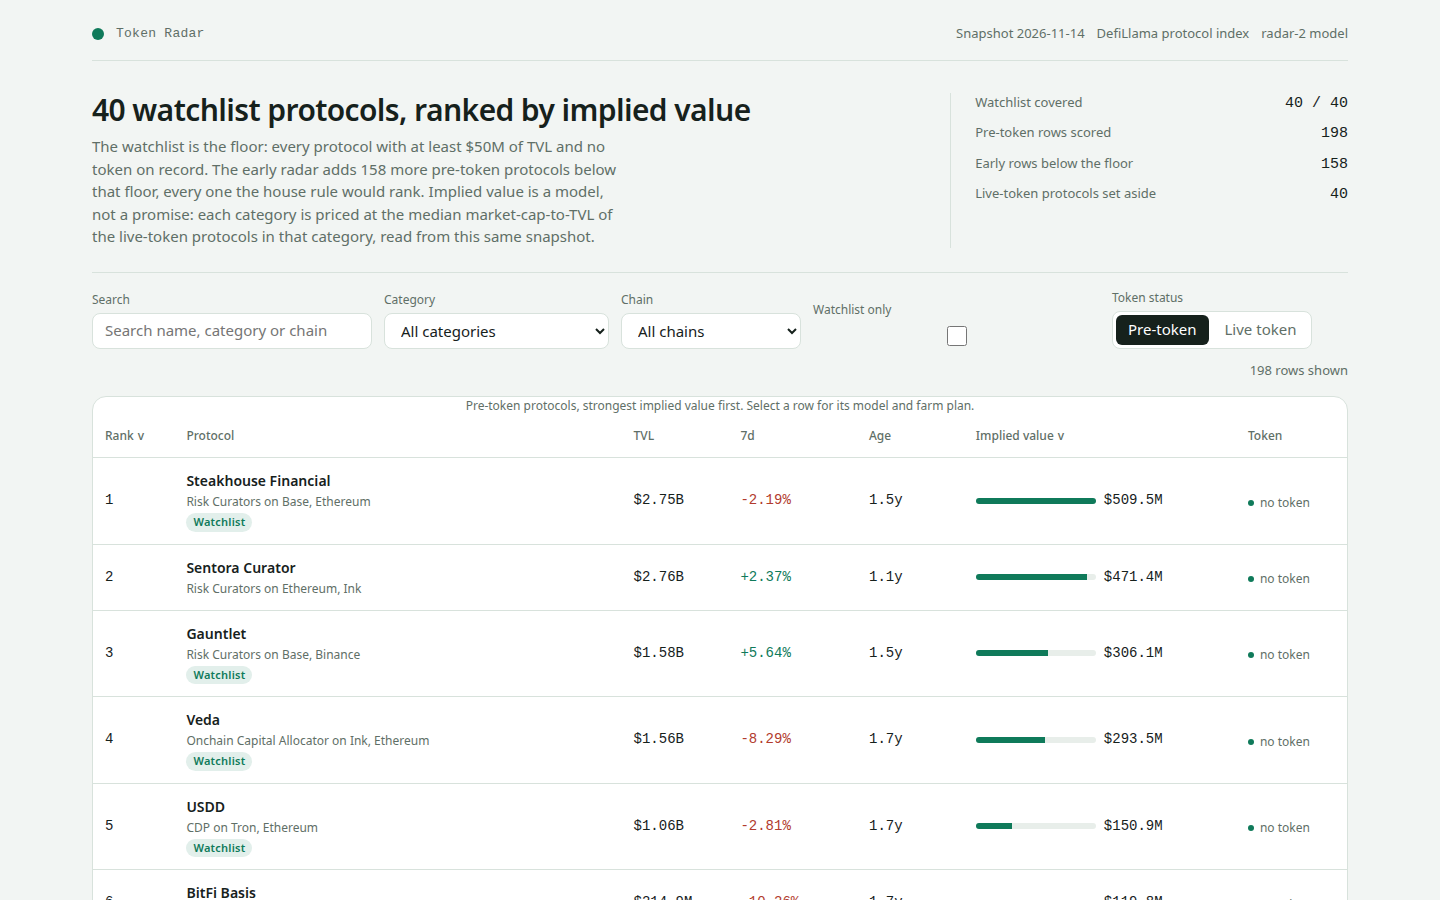 Token Radar
Snapshot 2026-11-14 DefiLlama protocol index radar-2 model
40 watchlist protocols, ranked by implied value
The watchlist is the floor: every protocol with at least $50M of TVL and no
token on record. The early radar adds 158 more pre-token protocols below
that floor, every one the house rule would rank. Implied value is a model,
not a promise: each category is priced at the median market-cap-to-TVL of
the live-token protocols in that category, read from this same snapshot.
Watchlist covered 40 / 40
Pre-token rows scored 198
Early rows below the floor 158
Live-token protocols set aside 40
Search
Search name, category or chain
Category
All categories
Chain
All chains
Watchlist only
Token status
Pre-token Live token
198 rows shown
Pre-token protocols, strongest implied value first. Select a row for its model and farm plan.
Rank v Protocol TVL 7d Age Implied value v Token
1 Steakhouse Financial $2.75B -2.19% 1.5y $509.5M no token
Risk Curators on Base, Ethereum
Watchlist
2 Sentora Curator $2.76B +2.37% 1.1y $471.4M no token
Risk Curators on Ethereum, Ink
3 Gauntlet $1.58B +5.64% 1.5y $306.1M no token
Risk Curators on Base, Binance
Watchlist
4 Veda $1.56B -8.29% 1.7y $293.5M no token
Onchain Capital Allocator on Ink, Ethereum
Watchlist
5 USDD $1.06B -2.81% 1.7y $150.9M no token
CDP on Tron, Ethereum
Watchlist
BitFi Basis